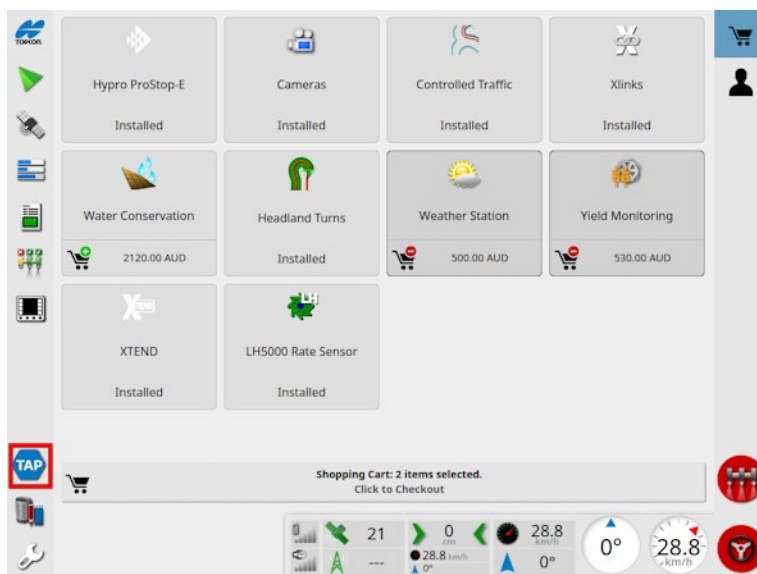 TOPCON
Hypro ProStop-E
Cameras
Controlled Traffic
Xlinks
Installed
Installed
Installed
Installed
Water Conservation
Headland Turns
Weather Station
Yield Monitoring
2120.00 AUD
Installed
500.00 AUD
530.00 AUD
XTEND
LH
XTEND
LH5000 Rate Sensor
Installed
Installed
TAP
Shopping Cart: 2 items selected.
Click to Checkout
21
0
cm
28.8
km/h
---
28.8 km/h
0°
0°
0°
28.8
km/h